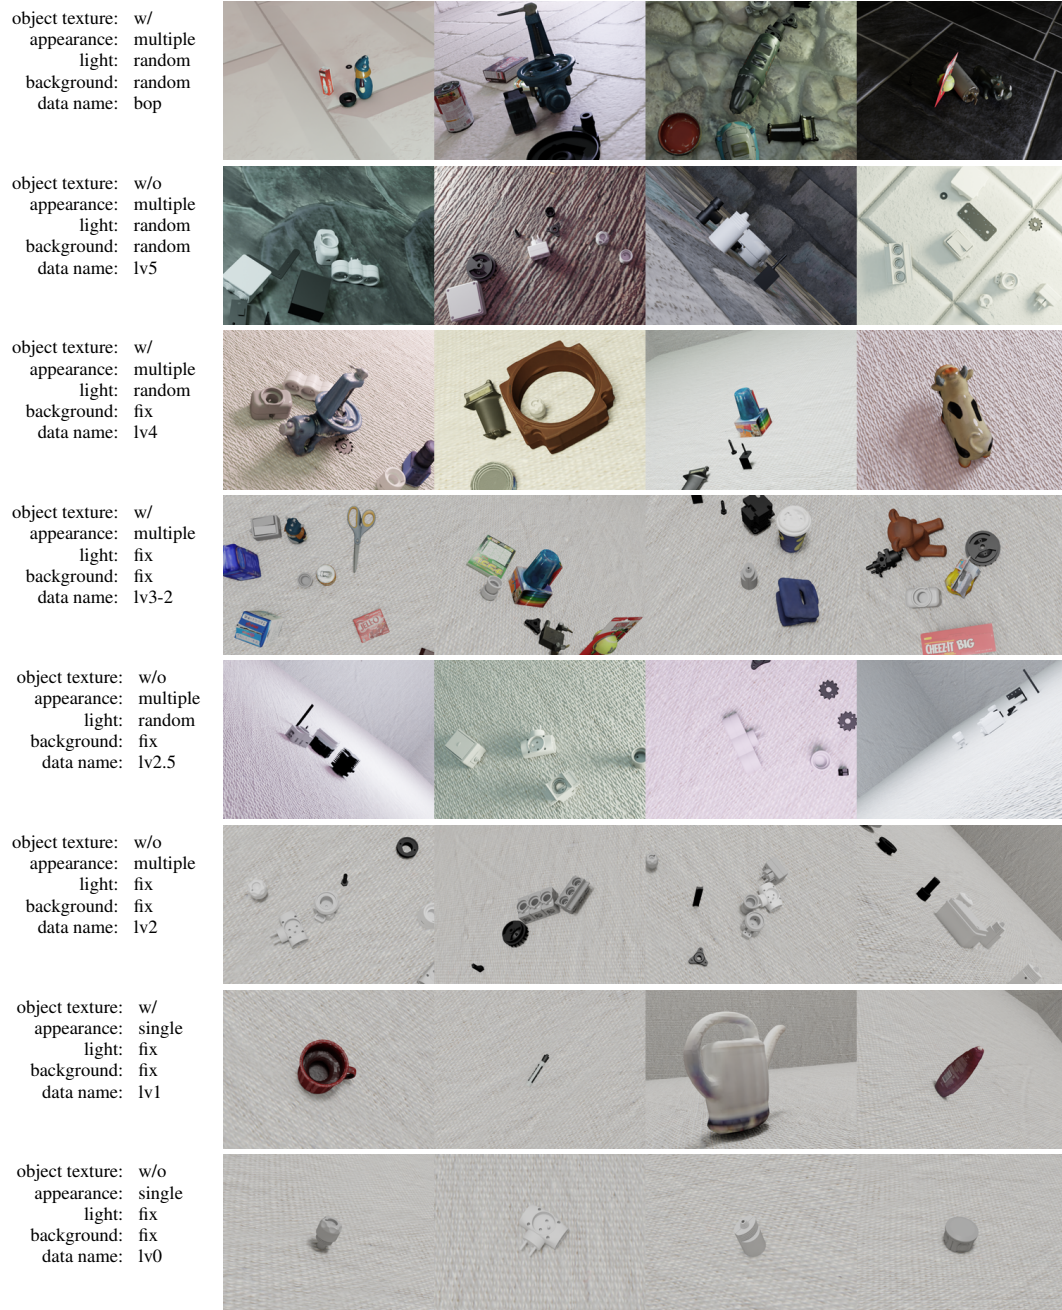 object texture: w/
appearance: multiple
light: random
background: random
data name: bop
object texture: w/o
appearance: multiple
light: random
background: random
data name: lv5
object texture: w/
appearance: multiple
light: random
background: fix
data name: lv4
object texture: w/
appearance: multiple
light: fix
background: fix
data name: lv3-2
JELLO
CHEEZ-IT BIG
object texture: w/o
appearance: multiple
light: random
background: fix
data name: lv2.5
object texture: w/o
appearance: multiple
light: fix
background: fix
data name: lv2
object texture: w/
appearance: single
light: fix
background: fix
data name: lv1
object texture: w/o
appearance: single
light: fix
background: fix
data name: lv0